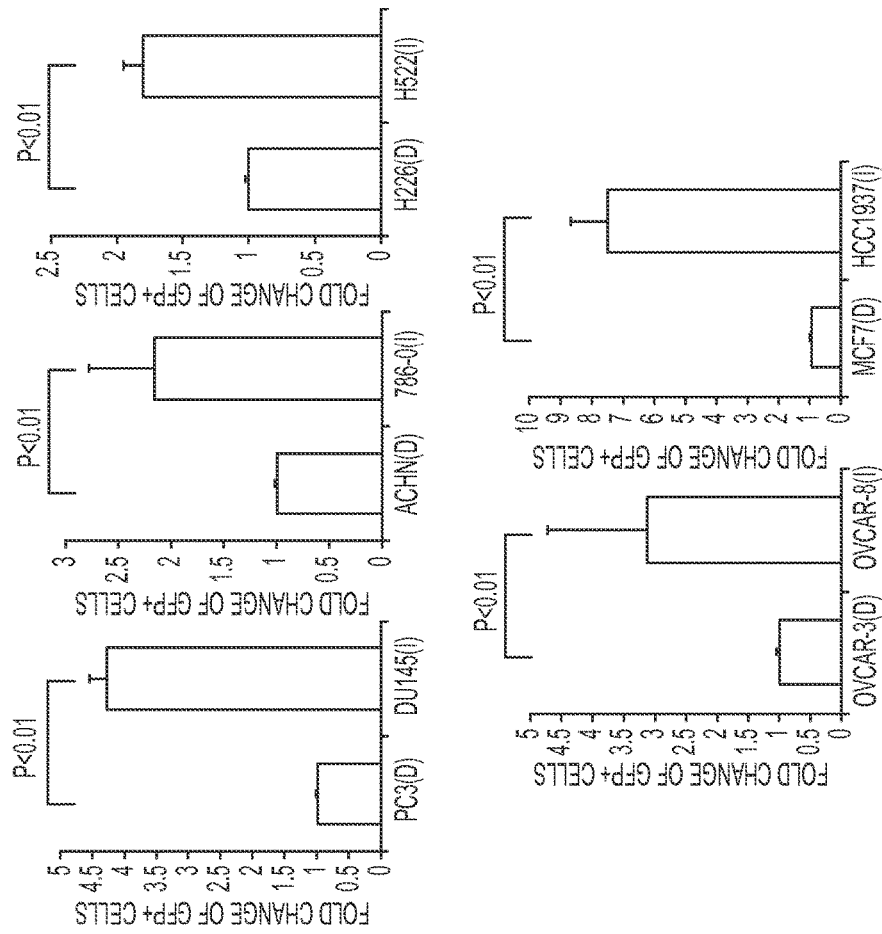 P<0.01
FOLD CHANGE OF GFP+ CELLS
5
4.5
4
3.5
3
2.5
2
1.5
1
0.5
0
PC3(D)
DU145(I)
P<0.01
FOLD CHANGE OF GFP+ CELLS
3
2.5
2
1.5
1
0.5
0
ACHN(D)
786-0(I)
P<0.01
FOLD CHANGE OF GFP+ CELLS
2.5
2
1.5
1
0.5
0
H226(D)
H522(I)
P<0.01
FOLD CHANGE OF GFP+ CELLS
5
4.5
4
3.5
3
2.5
2
1.5
1
0.5
0
OVCAR-3(D)
OVCAR-8(I)
P<0.01
FOLD CHANGE OF GFP+ CELLS
10
9
8
7
6
5
4
3
2
1
0
MCF7(D)
HCC1937(I)